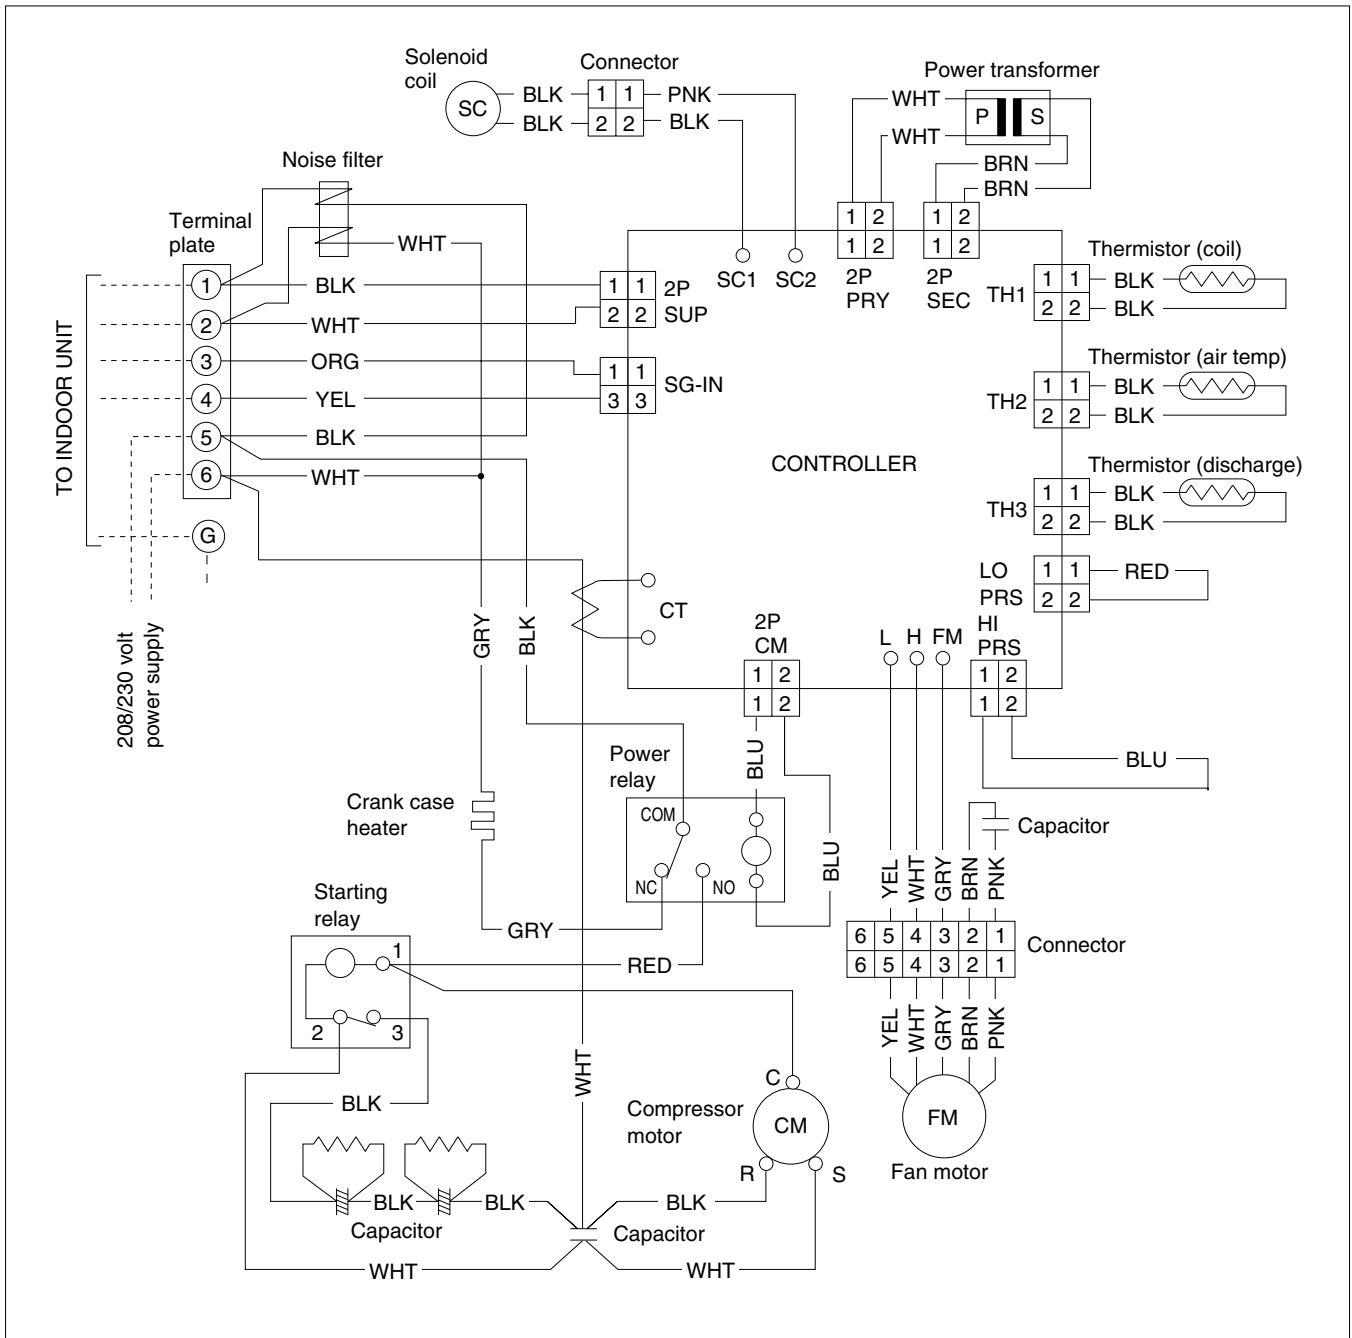 Solenoid
coil
SC
BLK
BLK
Connector
1 1
2 2
PNK
BLK
Power transformer
WHT
WHT
P S
BRN
BRN
Noise filter
WHT
Terminal
plate
1
2
3
4
5
6
G
TO INDOOR UNIT
BLK
WHT
ORG
YEL
BLK
WHT
1 1
2 2
2P
SUP
1 1
3 3
SG-IN
SC1
SC2
1 2
1 2
2P
PRY
1 2
1 2
2P
SEC
Thermistor (coil)
TH1
1 1
2 2
BLK
BLK
Thermistor (air temp)
TH2
1 1
2 2
BLK
BLK
CONTROLLER
Thermistor (discharge)
TH3
1 1
2 2
BLK
BLK
LO
PRS
1 1
2 2
RED
HI
PRS
1 2
1 2
BLU
CT
2P
CM
1 2
1 2
L H FM
208/230 volt
power supply
GRY
BLK
BLU
BLU
Power
relay
COM
NC
NO
Crank case
heater
GRY
RED
Starting
relay
1
2
3
Capacitor
YEL
WHT
GRY
BRN
PNK
6 5 4 3 2 1
6 5 4 3 2 1
Connector
YEL
WHT
GRY
BRN
PNK
FM
Fan motor
WHT
BLK
Compressor
motor
C
CM
R
S
BLK
BLK
BLK
Capacitor
Capacitor
WHT
WHT